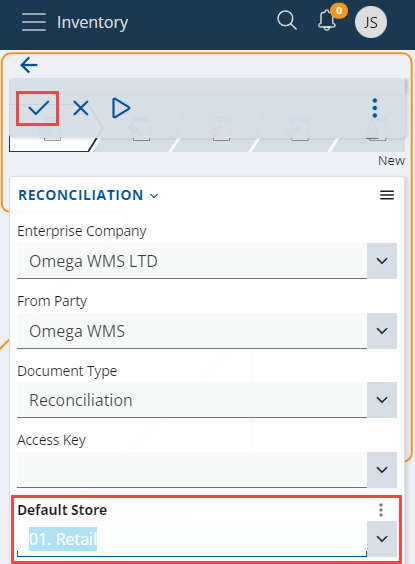 Inventory
0
JS
New
RECONCILIATION
Enterprise Company
Omega WMS LTD
From Party
Omega WMS
Document Type
Reconciliation
Access Key
Default Store
01. Retail